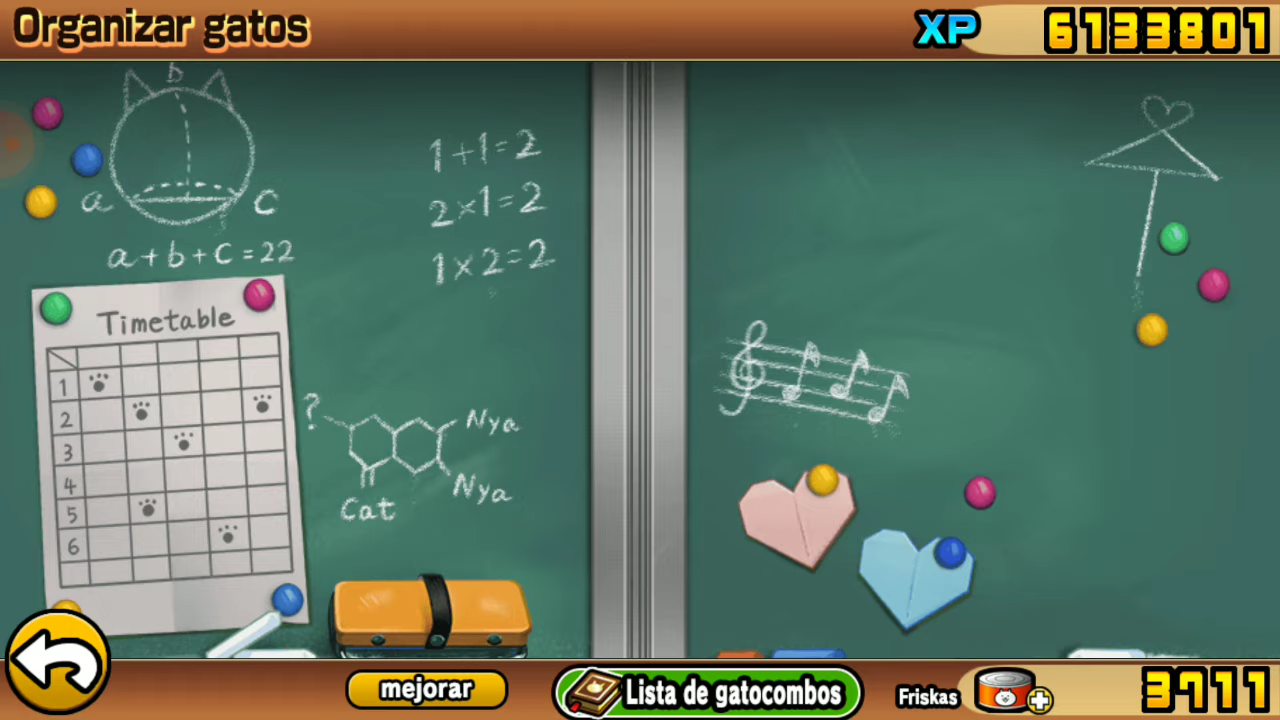 Organizar gatos
XP 6133801
b
a
c
a+b+c=22
1+1=2
2×1=2
1×2=2
Timetable
1
2
3
4
5
6
?
Nya
Nya
Cat
mejorar
Lista de gatocombos
Friskas
3977